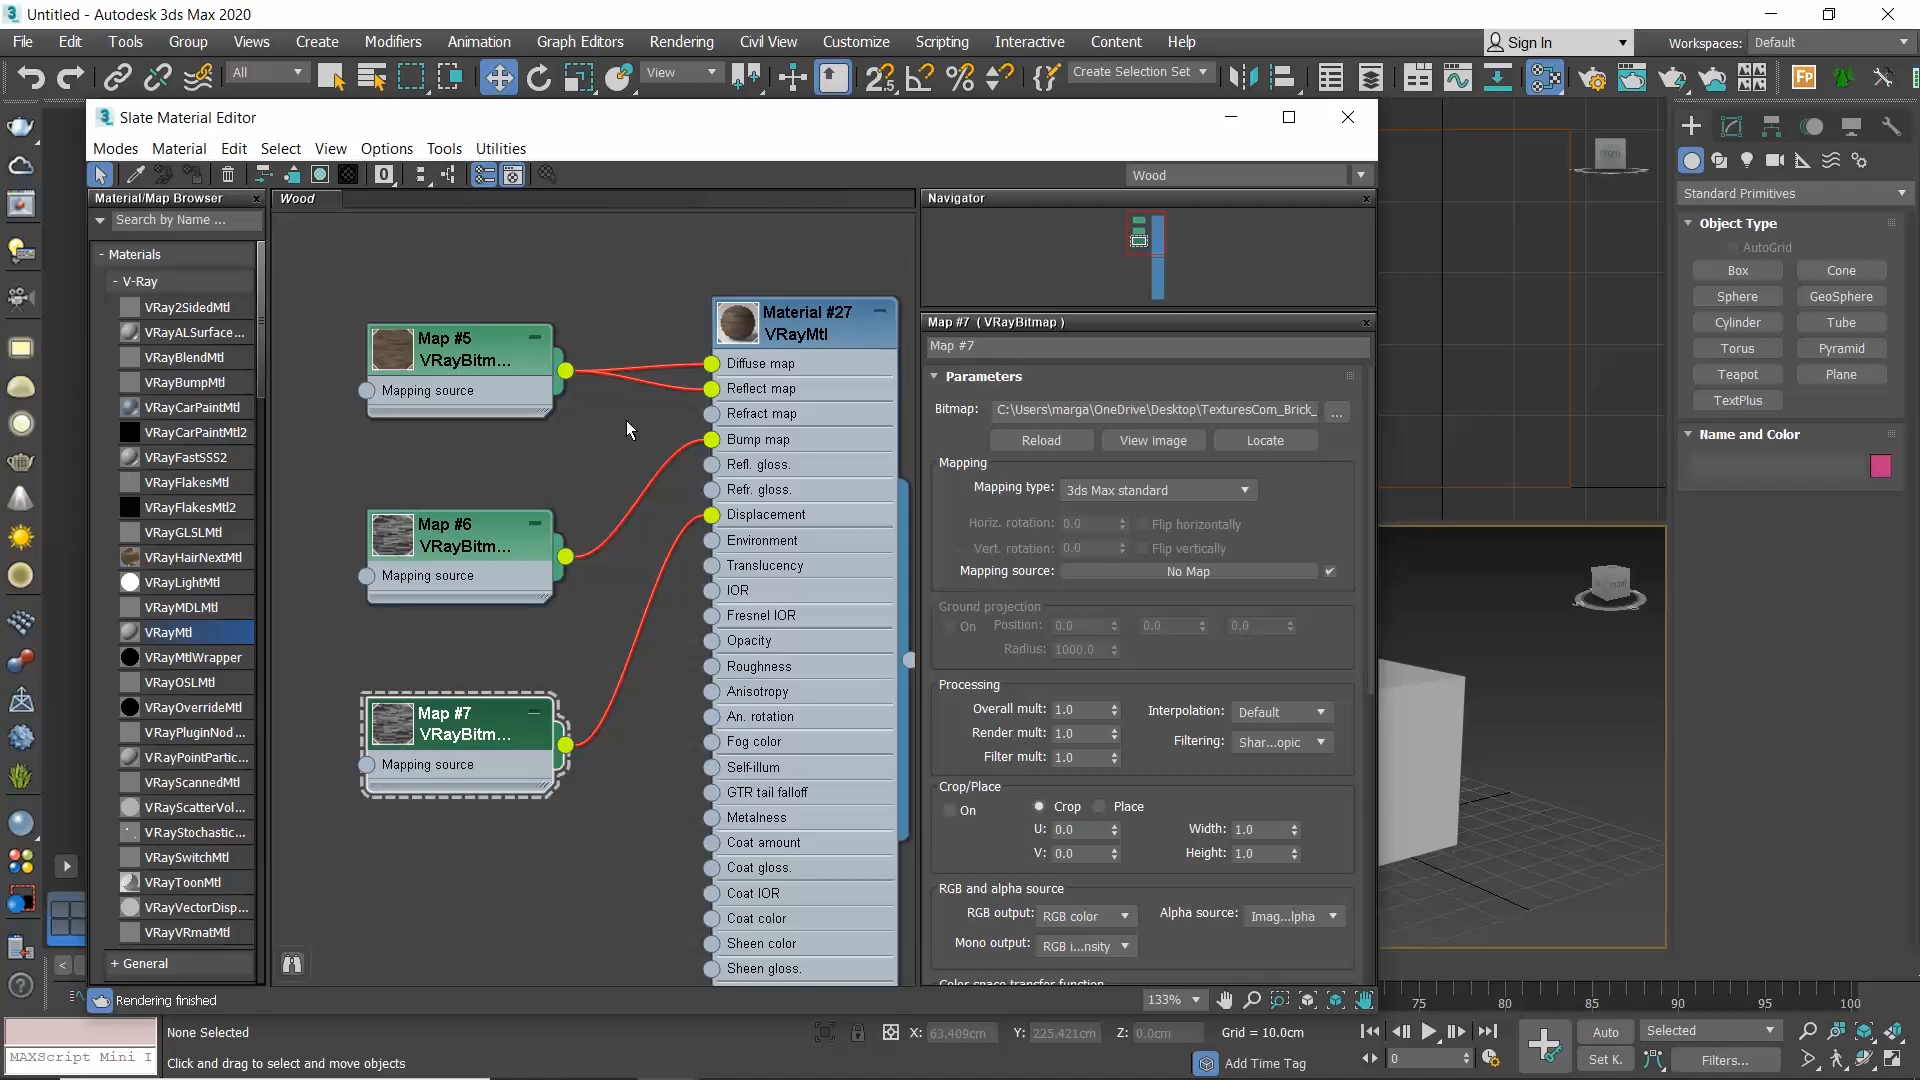 Untitled - Autodesk 3ds Max 2020
File Edit Tools Group Views Create Modifiers Animation Graph Editors Rendering Civil View Customize Scripting Interactive Content Help
Sign In
Workspaces: Default
All
View
Create Selection Set
Slate Material Editor
Modes Material Edit Select View Options Tools Utilities
Wood
Material/Map Browser
Search by Name ...
- Materials
- V-Ray
VRay2SidedMtl
VRayALSurface...
VRayBlendMtl
VRayBumpMtl
VRayCarPaintMtl
VRayCarPaintMtl2
VRayFastSSS2
VRayFlakesMtl
VRayFlakesMtl2
VRayGLSLMtl
VRayHairNextMtl
VRayLightMtl
VRayMDLMtl
VRayMtl
VRayMtlWrapper
VRayOSLMtl
VRayOverrideMtl
VRayPluginNod...
VRayPointPartic...
VRayScannedMtl
VRayScatterVol...
VRayStochastic...
VRaySwitchMtl
VRayToonMtl
VRayVectorDisp...
VRayVRmatMtl
+ General
Rendering finished
Wood
Map #5
VRayBitm...
Mapping source
Map #6
VRayBitm...
Mapping source
Map #7
VRayBitm...
Mapping source
Material #27
VRayMtl
Diffuse map
Reflect map
Refract map
Bump map
Refl. gloss.
Refr. gloss.
Displacement
Environment
Translucency
IOR
Fresnel IOR
Opacity
Roughness
Anisotropy
An. rotation
Fog color
Self-illum
GTR tail falloff
Metalness
Coat amount
Coat gloss.
Coat IOR
Coat color
Sheen color
Sheen gloss.
Navigator
Map #7 ( VRayBitmap )
Map #7
Parameters
Bitmap: C:\Users\marga\OneDrive\Desktop\TexturesCom_Brick_ ...
Reload View image Locate
Mapping
Mapping type: 3ds Max standard
Horiz. rotation: 0.0 Flip horizontally
Vert. rotation: 0.0 Flip vertically
Mapping source: No Map
Ground projection
On Position: 0.0 0.0 0.0
Radius: 1000.0
Processing
Overall mult: 1.0 Interpolation: Default
Render mult: 1.0
Filtering: Shar...opic
Filter mult: 1.0
Crop/Place
On Crop Place
U: 0.0 Width: 1.0
V: 0.0 Height: 1.0
RGB and alpha source
RGB output: RGB color Alpha source: Imag...lpha
Mono output: RGB i...nsity
Color space transfer function
133%
FRONT
Standard Primitives
Object Type
AutoGrid
Box Cone
Sphere GeoSphere
Cylinder Tube
Torus Pyramid
Teapot Plane
TextPlus
Name and Color
75 80 85 90 95 100
MAXScript Mini I
None Selected
Click and drag to select and move objects
X: 63.409cm Y: 225.421cm Z: 0.0cm Grid = 10.0cm
Add Time Tag
0
Auto Selected
Set K. Filters...